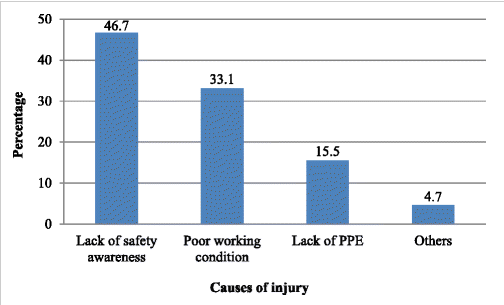 50
46.7
40
33.1
30
Percentage
20
15.5
10
4.7
0
Lack of safety awareness
Poor working condition
Lack of PPE
Others
Causes of injury